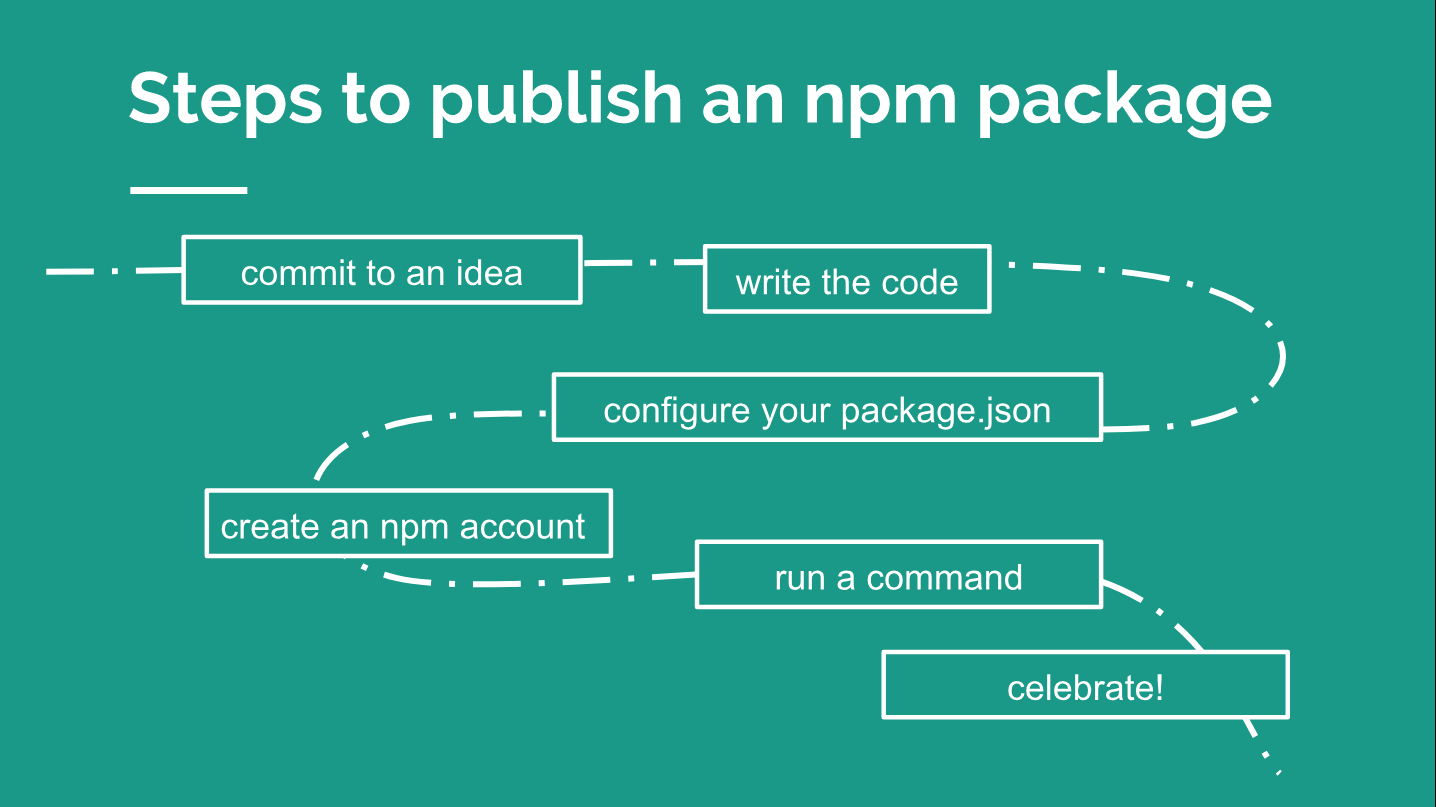 Steps to publish an npm package
commit to an idea
write the code
configure your package.json
create an npm account
run a command
celebrate!